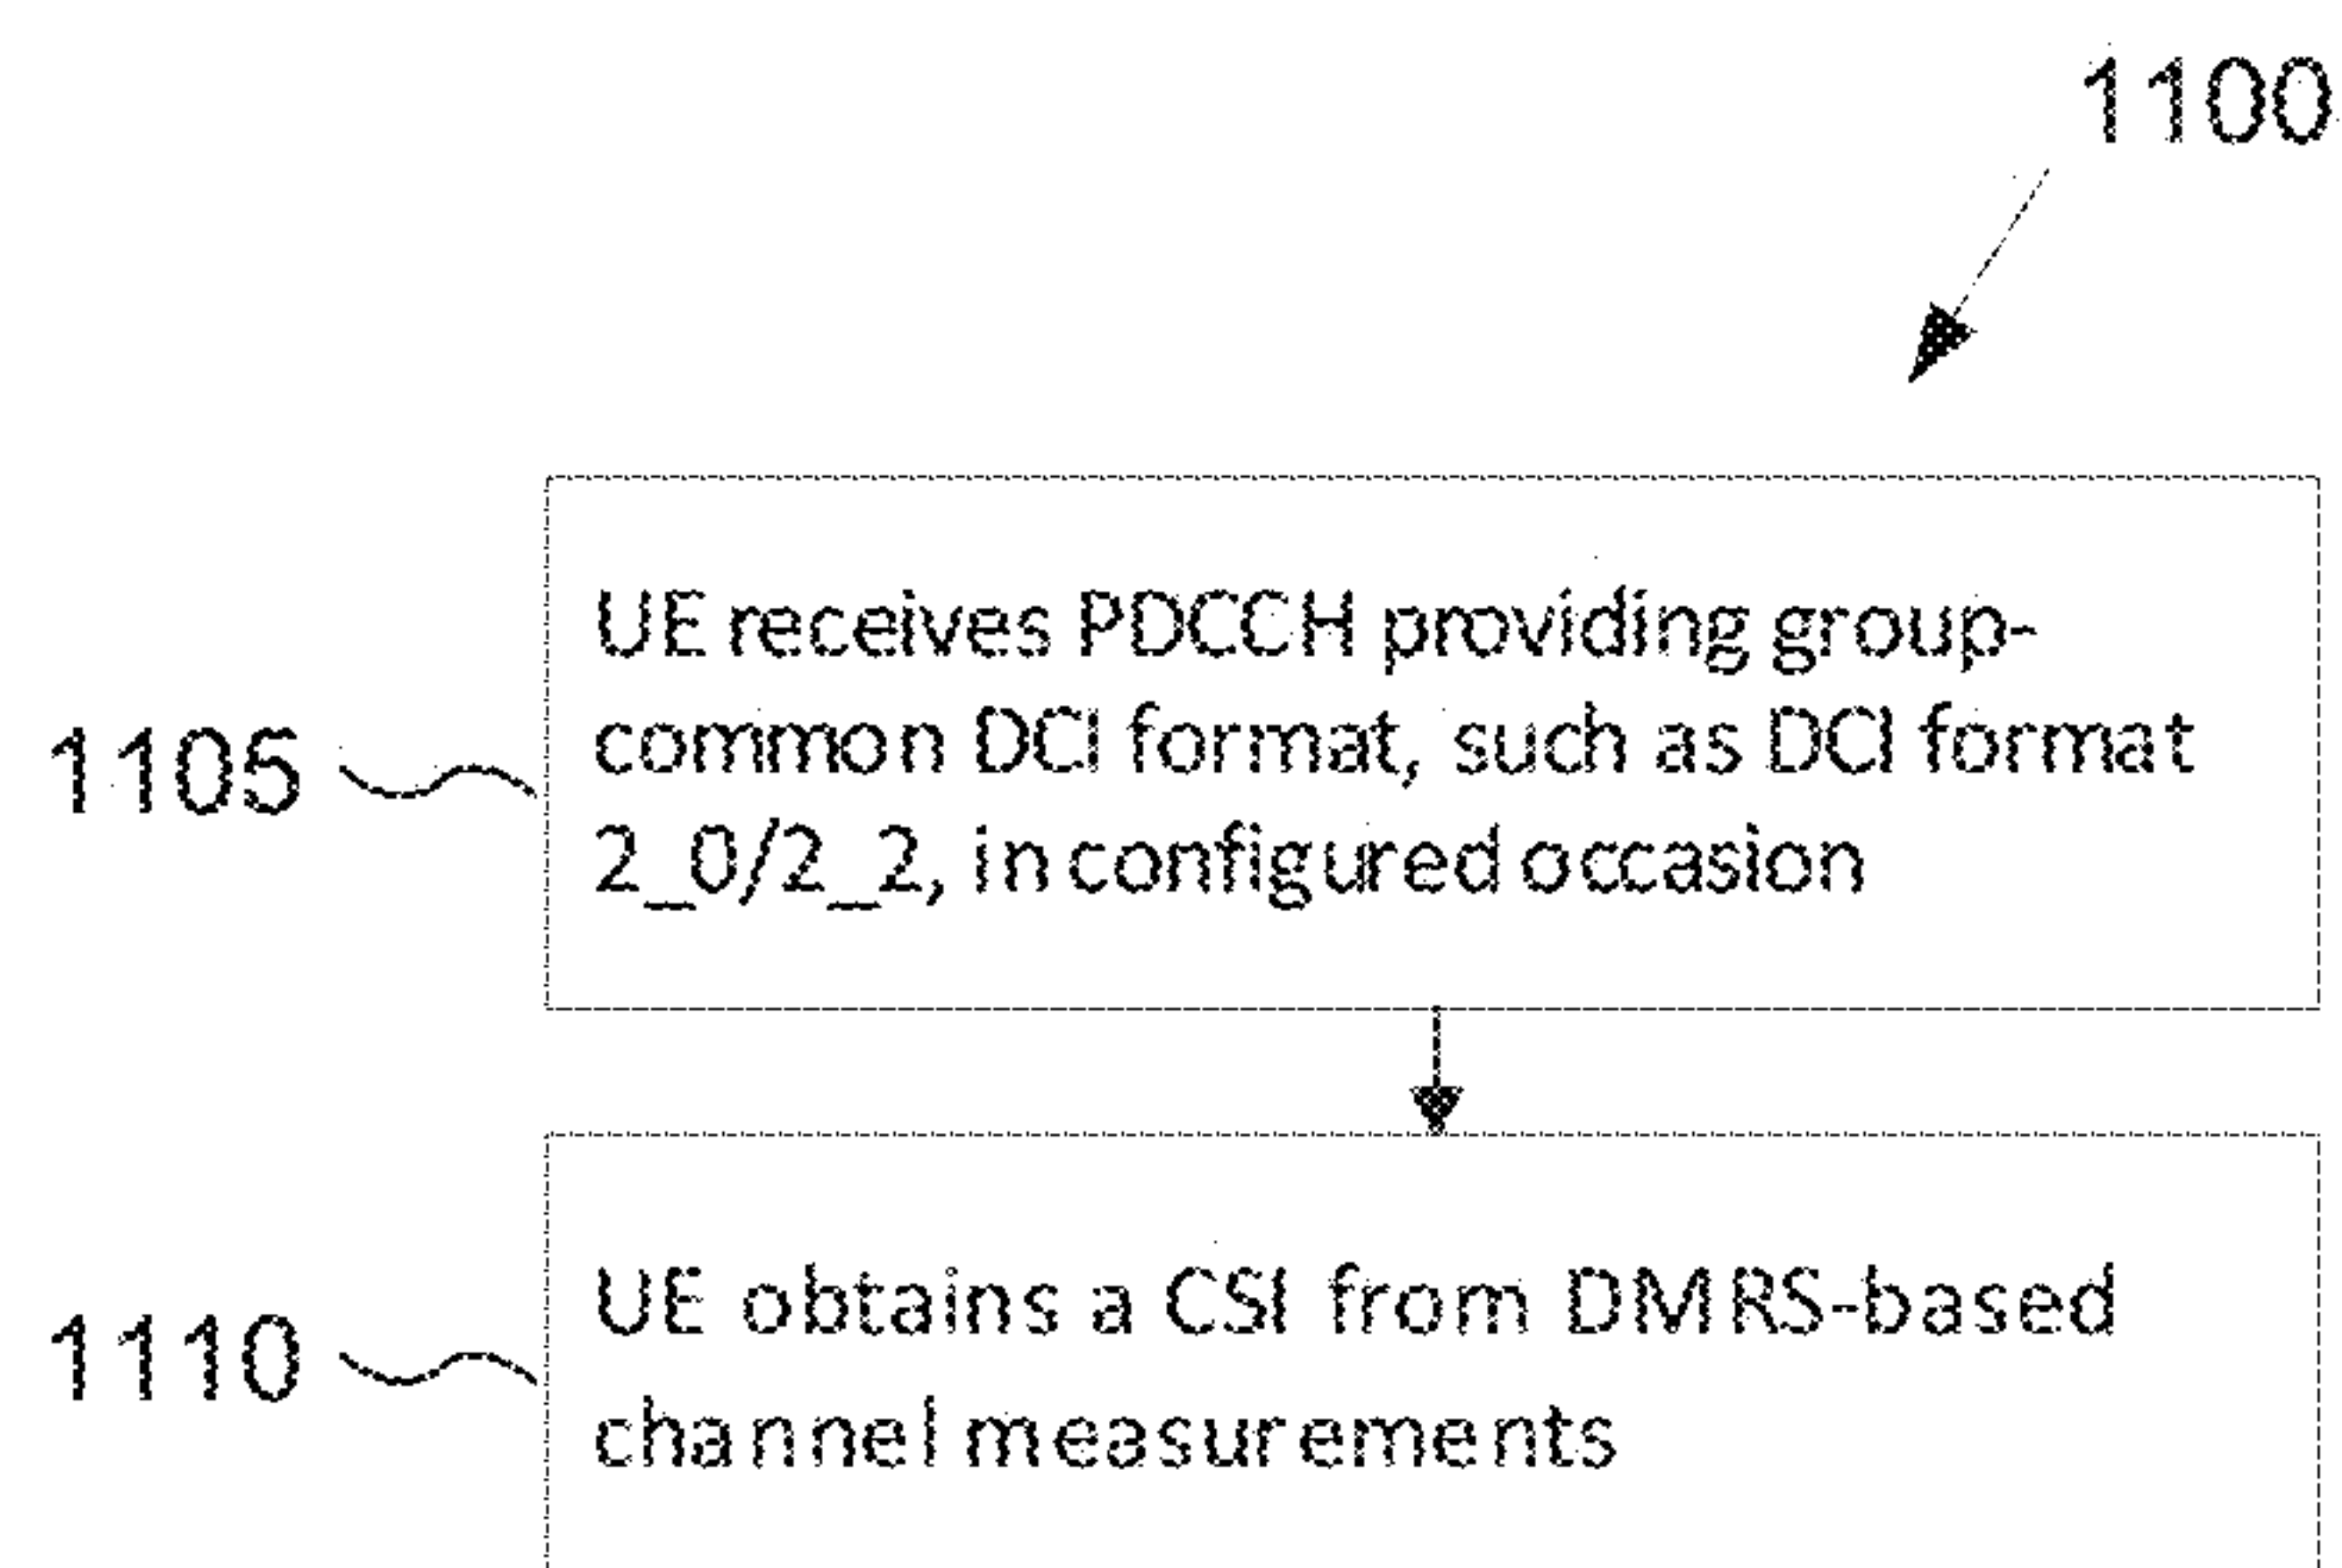 1100
UE receives PDCCH providing group-
common DCI format, such as DCI format
2_0/2_2, in configured occasion
1105
UE obtains a CSI from DMRS-based
channel measurements
1110